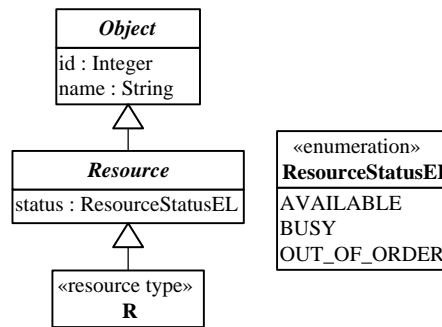 Object
id : Integer
name : String
Resource
status : ResourceStatusEL
«resource type»
R
«enumeration»
ResourceStatusEL
AVAILABLE
BUSY
OUT_OF_ORDER